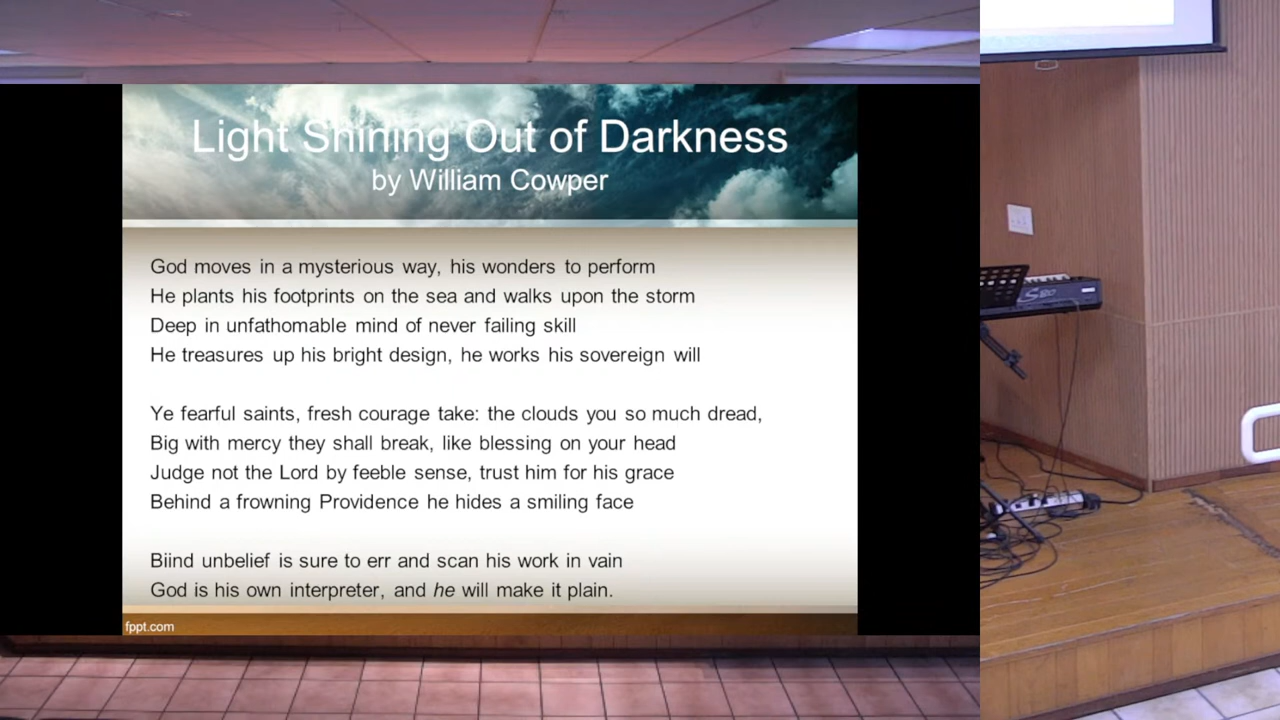 Light Shining Out of Darkness
by William Cowper
God moves in a mysterious way, his wonders to perform
He plants his footprints on the sea and walks upon the storm
Deep in unfathomable mind of never failing skill
He treasures up his bright design, he works his sovereign will
Ye fearful saints, fresh courage take: the clouds you so much dread,
Big with mercy they shall break, like blessing on your head
Judge not the Lord by feeble sense, trust him for his grace
Behind a frowning Providence he hides a smiling face
Biind unbelief is sure to err and scan his work in vain
God is his own interpreter, and he will make it plain.
fppt.com